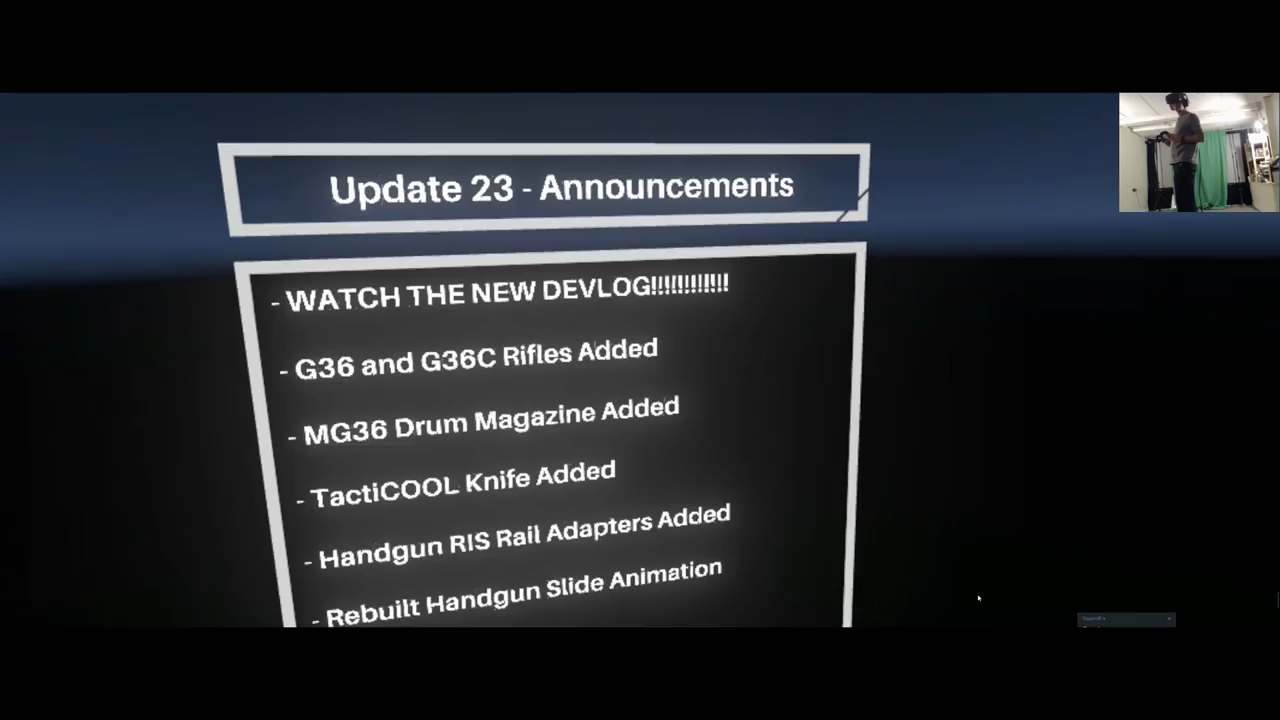 Update 23 - Announcements
- WATCH THE NEW DEVLOG!!!!!!!!!!!!
- G36 and G36C Rifles Added
- MG36 Drum Magazine Added
- TactiCOOL Knife Added
- Handgun RIS Rail Adapters Added
- Rebuilt Handgun Slide Animation